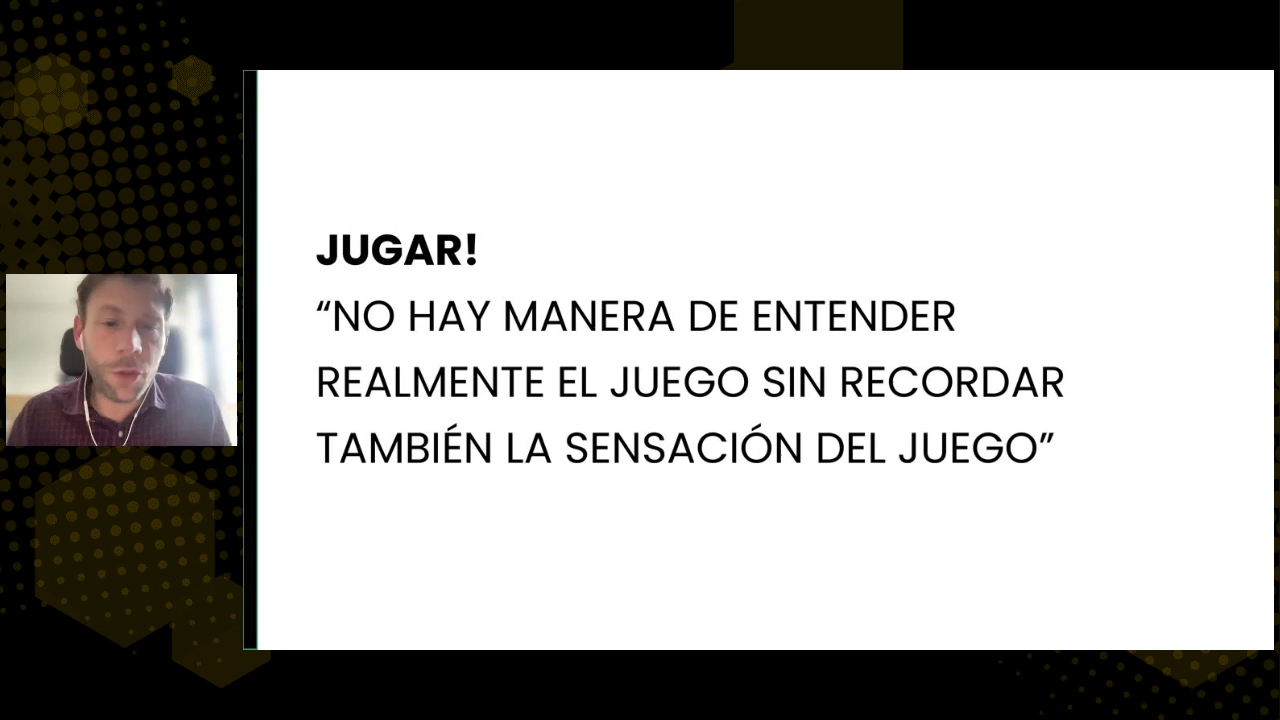 JUGAR!
“NO HAY MANERA DE ENTENDER
REALMENTE EL JUEGO SIN RECORDAR
TAMBIÉN LA SENSACIÓN DEL JUEGO”